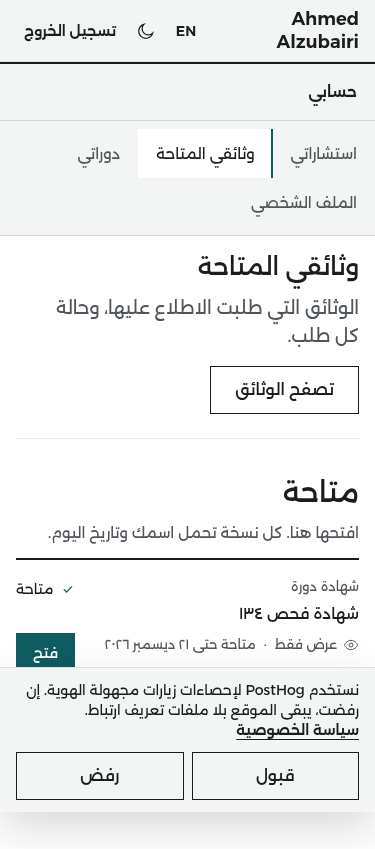 Ahmed
Alzubairi
EN
تسجيل الخروج
حسابي
استشاراتي
وثائقي المتاحة
دوراتي
الملف الشخصي
وثائقي المتاحة
الوثائق التي طلبت الاطلاع عليها، وحالة
كل طلب.
تصفح الوثائق
متاحة
افتحها هنا. كل نسخة تحمل اسمك وتاريخ اليوم.
شهادة دورة
متاحة
شهادة فحص ١٣٤
عرض فقط · متاحة حتى ٢١ ديسمبر ٢٠٢٦
فتح
نستخدم PostHog لإحصاءات زيارات مجهولة الهوية. إن
رفضت، يبقى الموقع بلا ملفات تعريف ارتباط.
سياسة الخصوصية
قبول
رفض